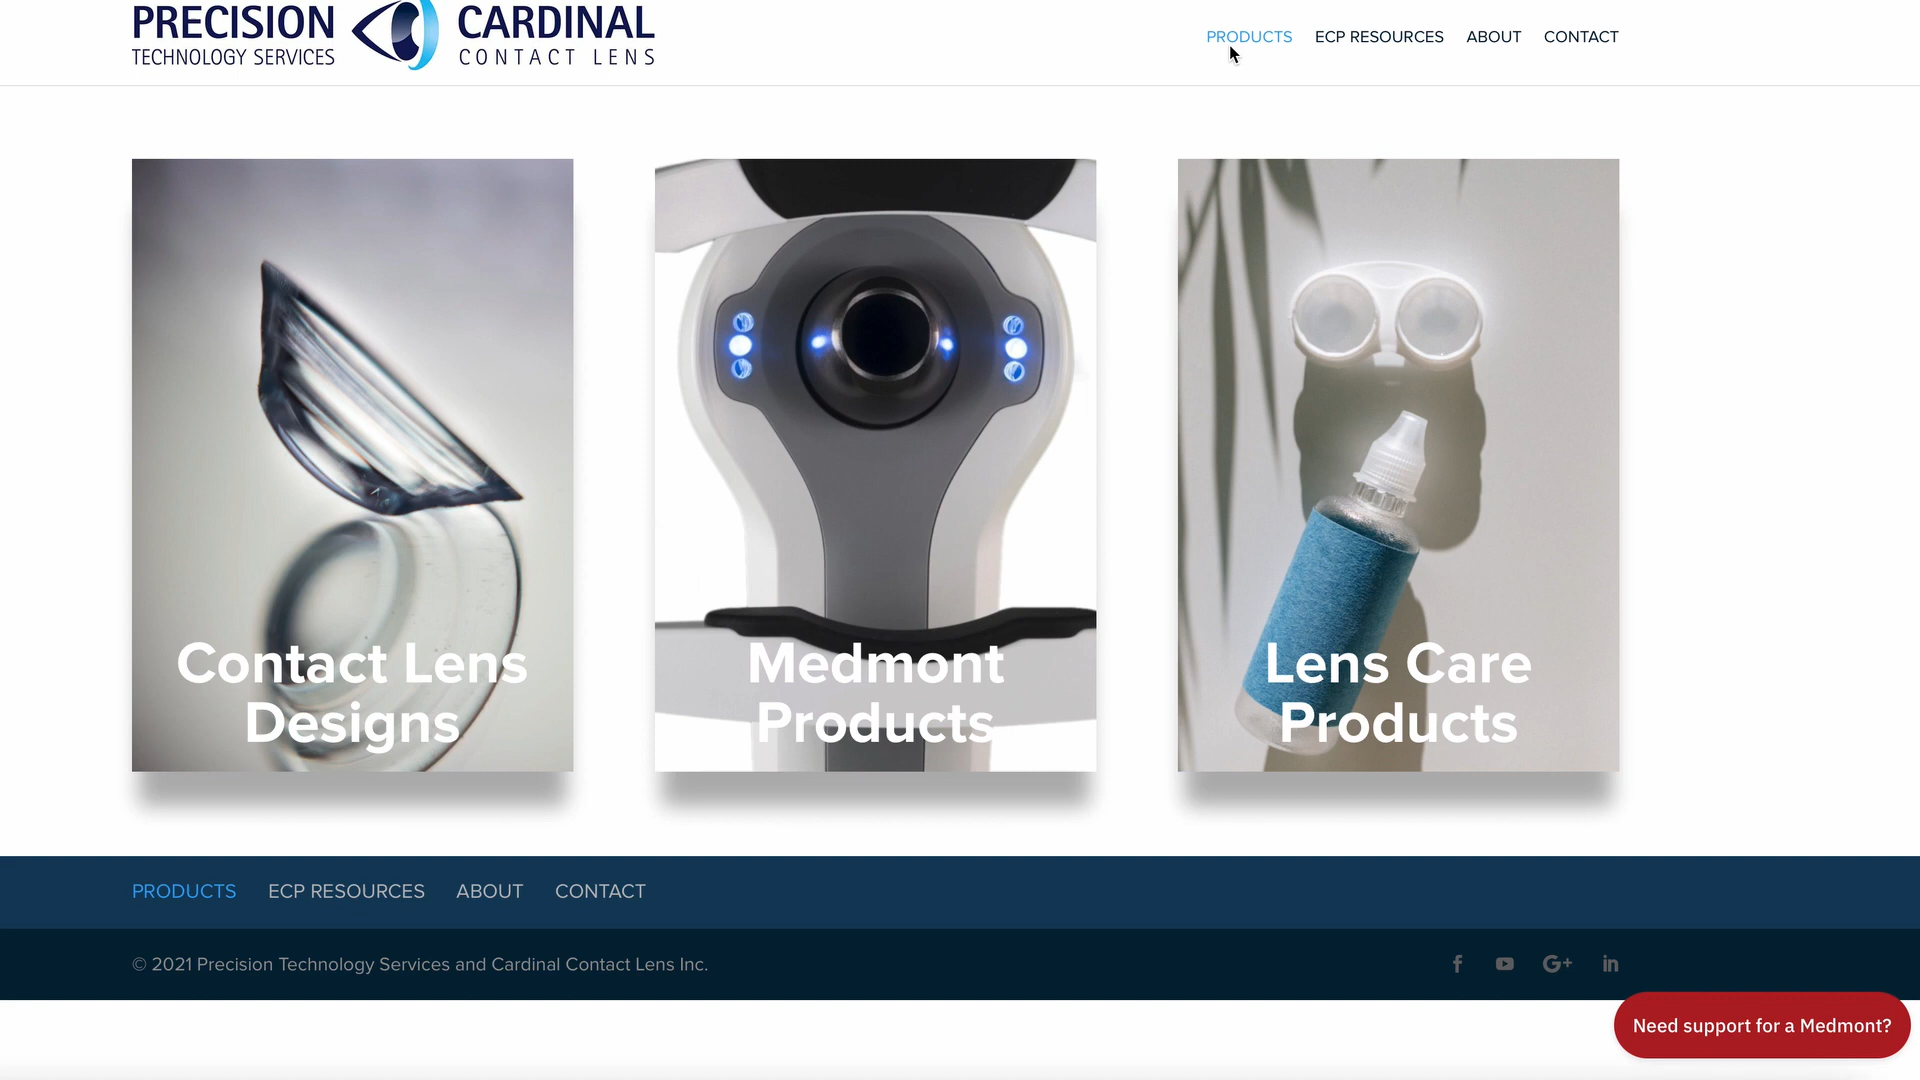 PRECISION
TECHNOLOGY SERVICES
CARDINAL
CONTACT LENS
PRODUCTS ECP RESOURCES ABOUT CONTACT
Contact Lens
Designs
Medmont
Products
Lens Care
Products
PRODUCTS ECP RESOURCES ABOUT CONTACT
© 2021 Precision Technology Services and Cardinal Contact Lens Inc.
f G+ in
Need support for a Medmont?